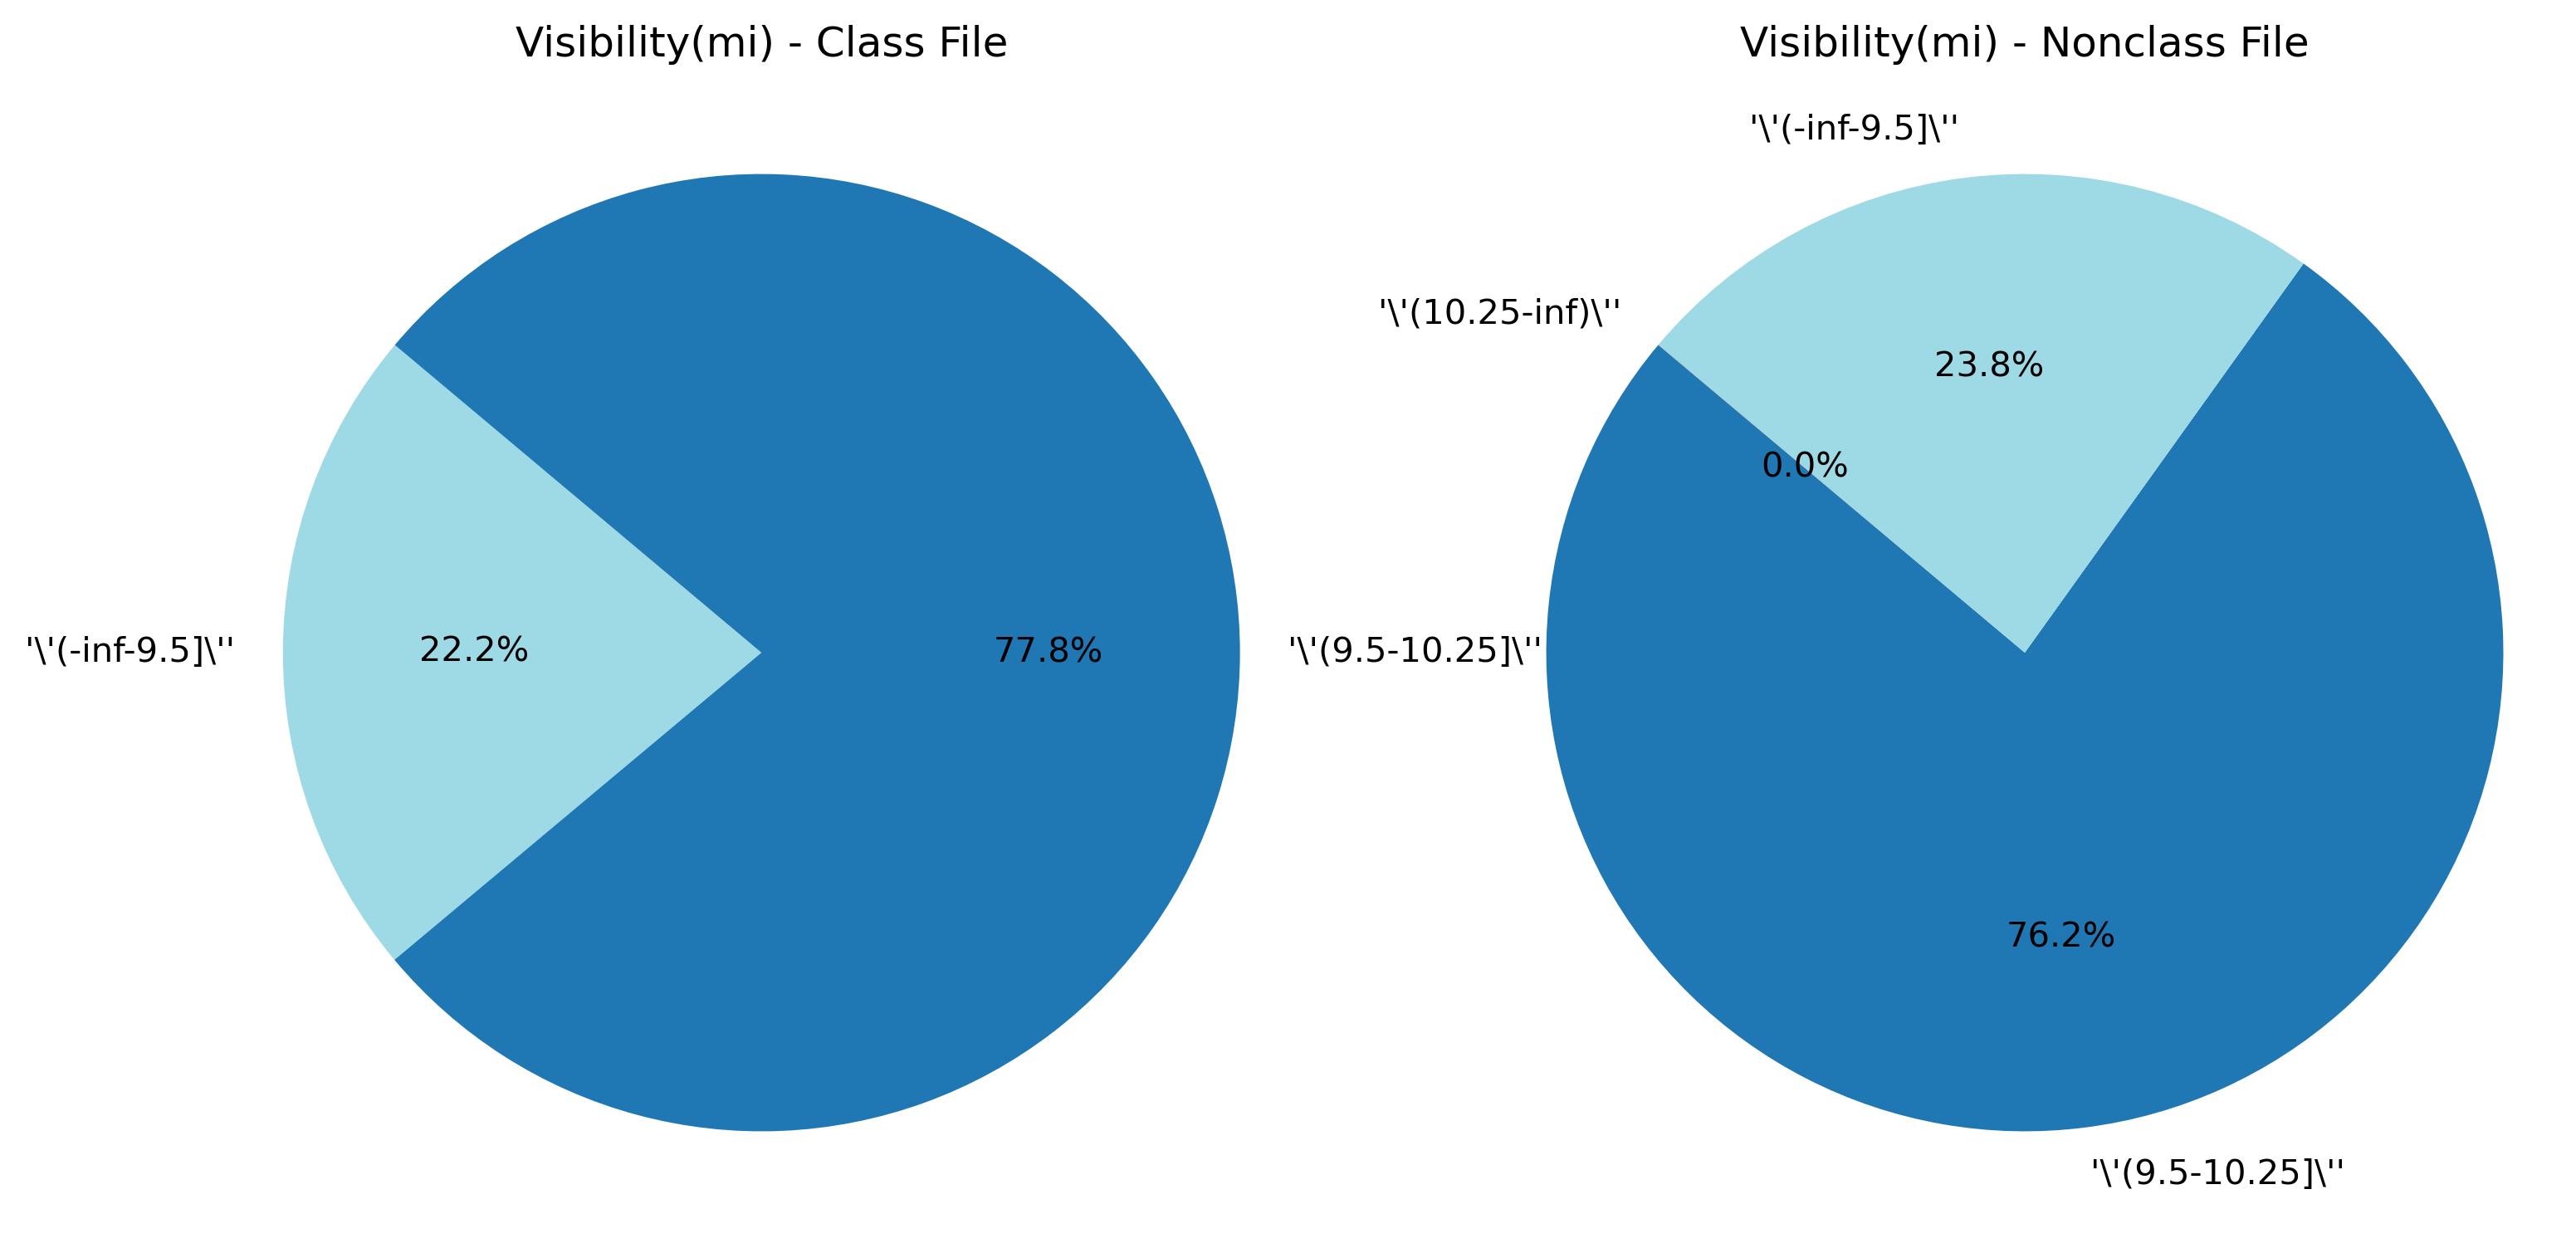 Visibility(mi) - Class File
'\'(-inf-9.5]\''
22.2%
77.8%
'\'(9.5-10.25]\''
Visibility(mi) - Nonclass File
'\'(-inf-9.5]\''
'\'(10.25-inf)\''
23.8%
0.0%
76.2%
'\'(9.5-10.25]\''